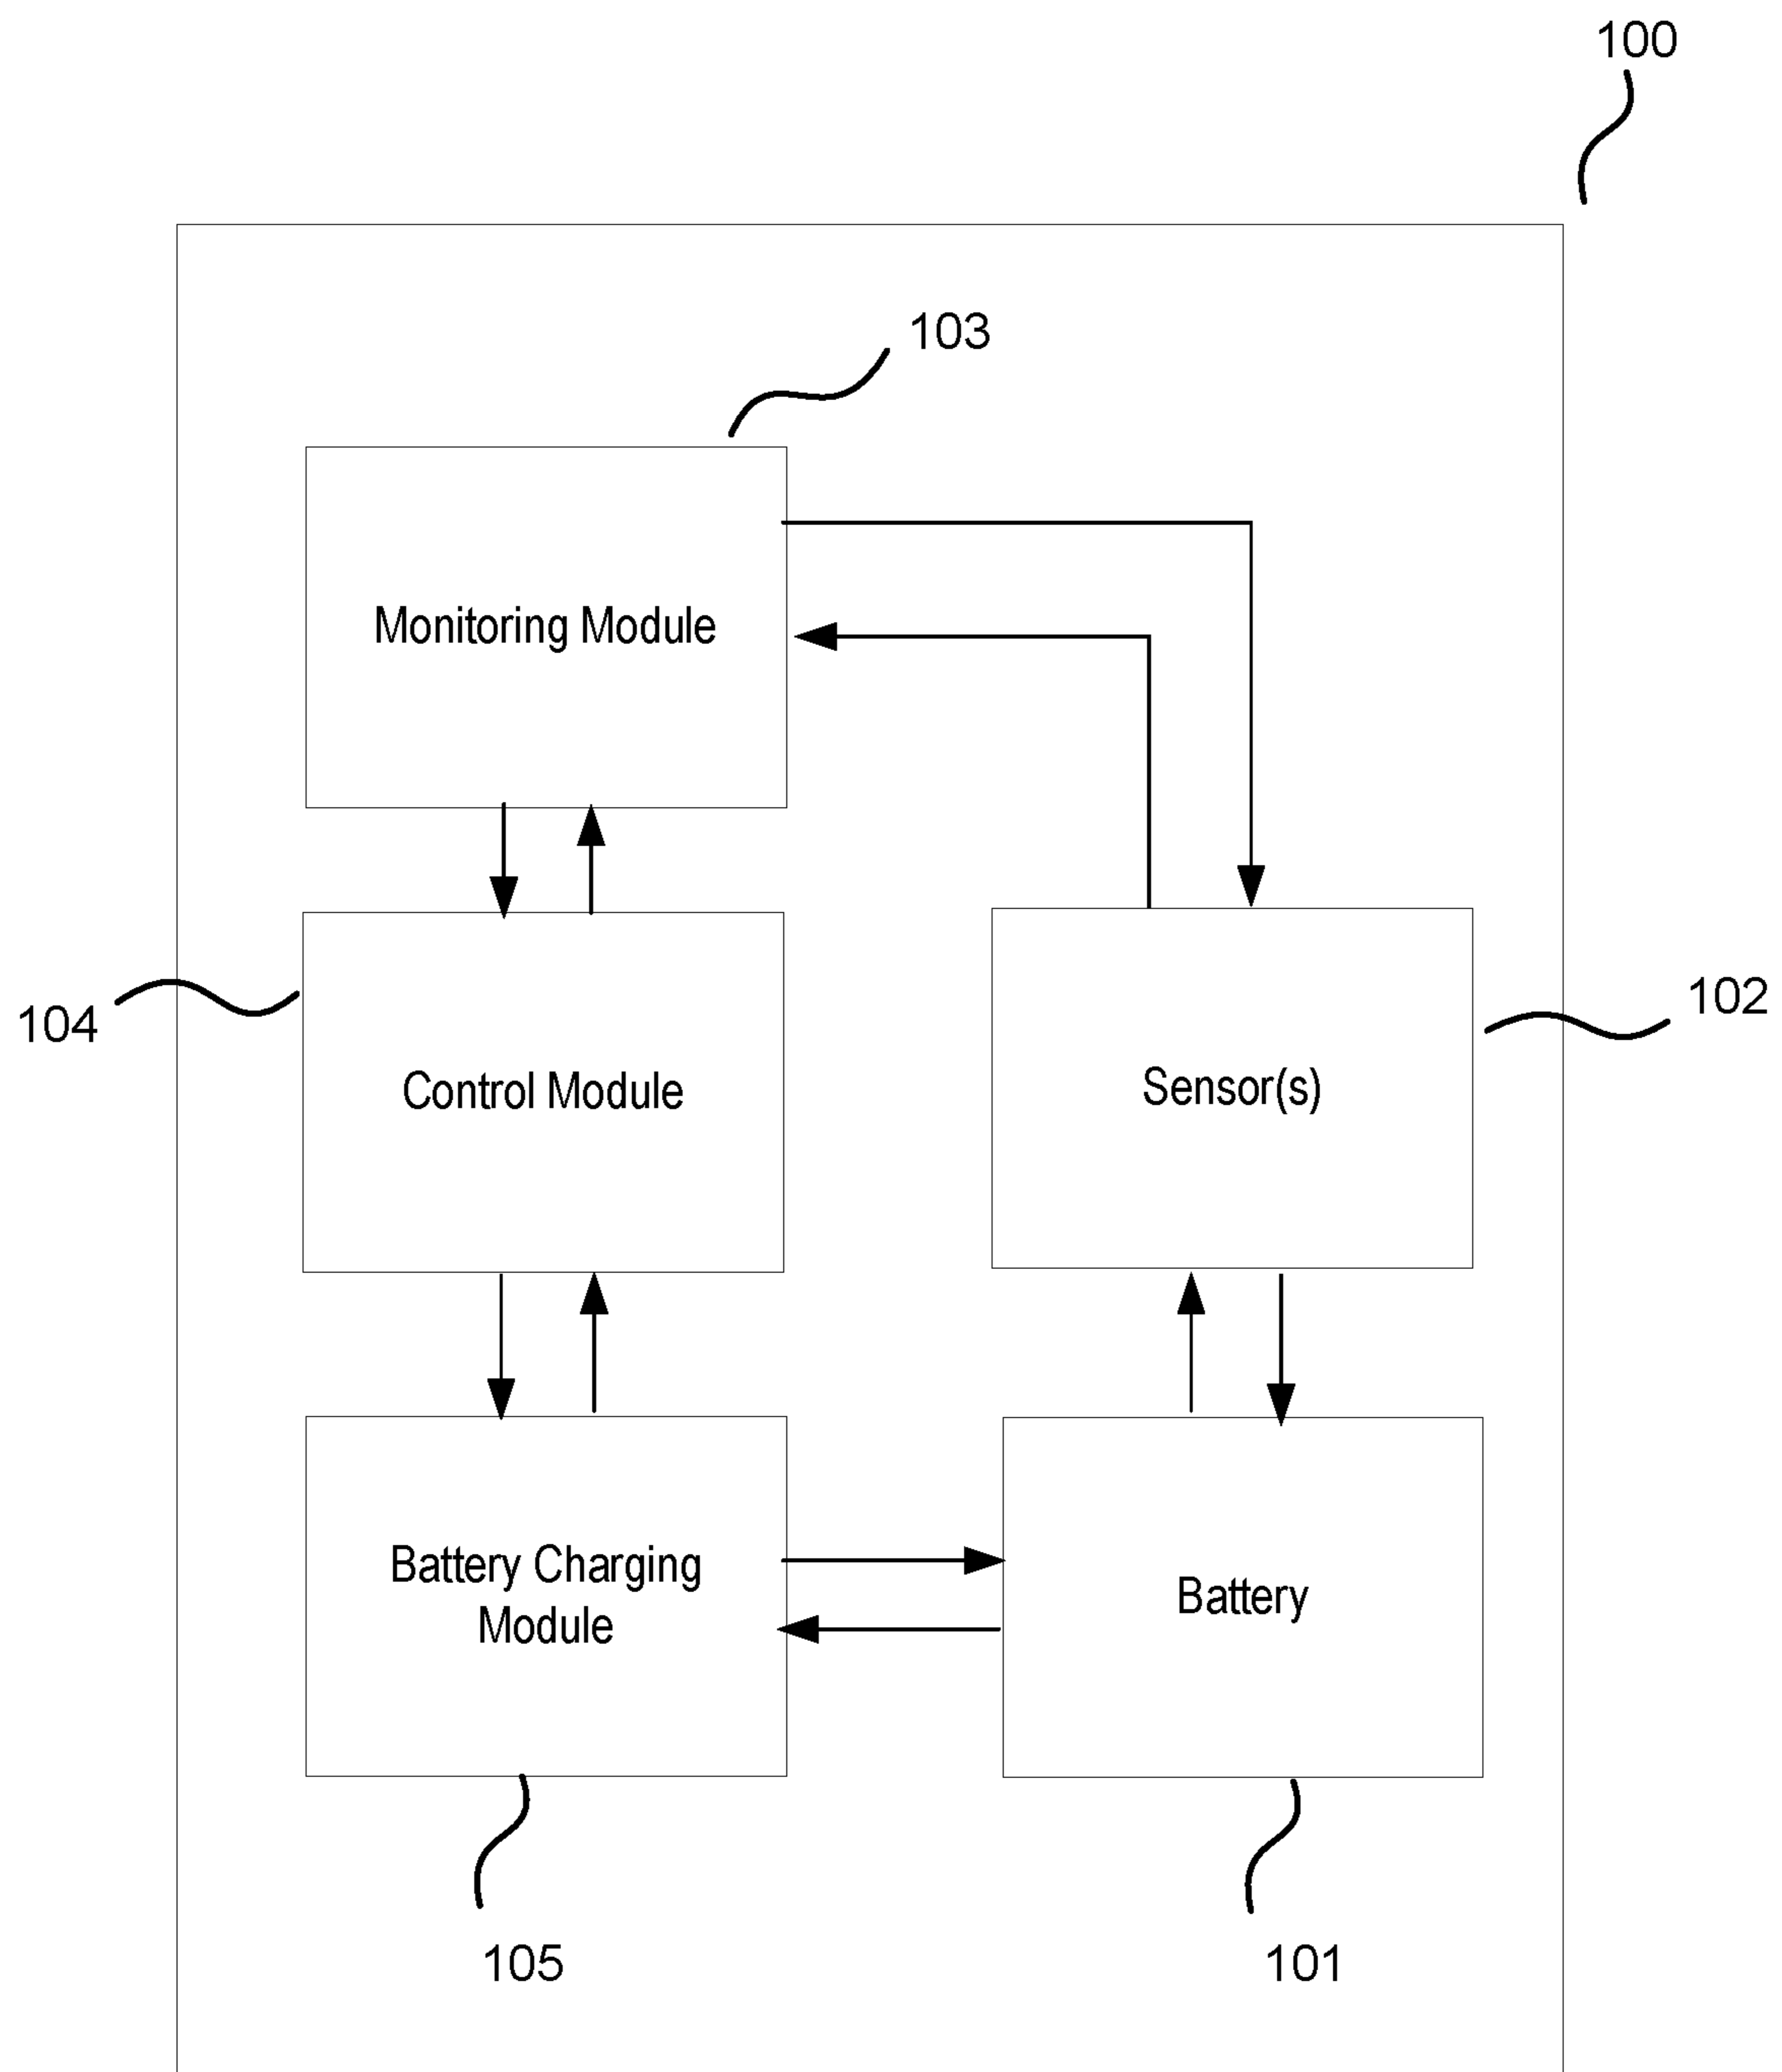 100
103
Monitoring Module
104
Control Module
Sensor(s)
102
Battery Charging
Module
Battery
105
101